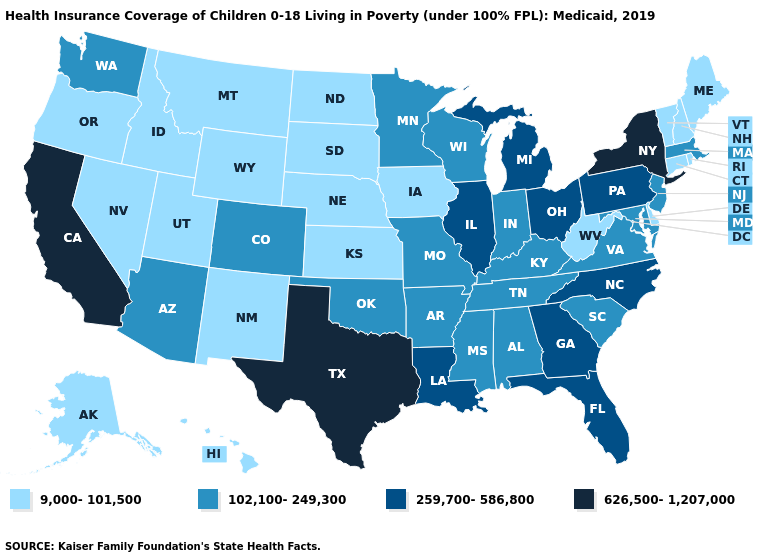 Health Insurance Coverage of Children 0-18 Living in Poverty (under 100% FPL): Medicaid, 2019
WA
OR
ID
MT
ND
MN
WI
MI
NY
ME
VT
NH
MA
RI
CT
NJ
DE
MD
DC
SD
WY
NE
IA
IL
IN
OH
PA
NV
UT
CO
KS
MO
KY
WV
VA
CA
AZ
NM
OK
AR
TN
NC
SC
TX
LA
MS
AL
GA
FL
AK
HI
9,000- 101,500
102,100- 249,300
259,700- 586,800
626,500- 1,207,000
SOURCE: Kaiser Family Foundation's State Health Facts.